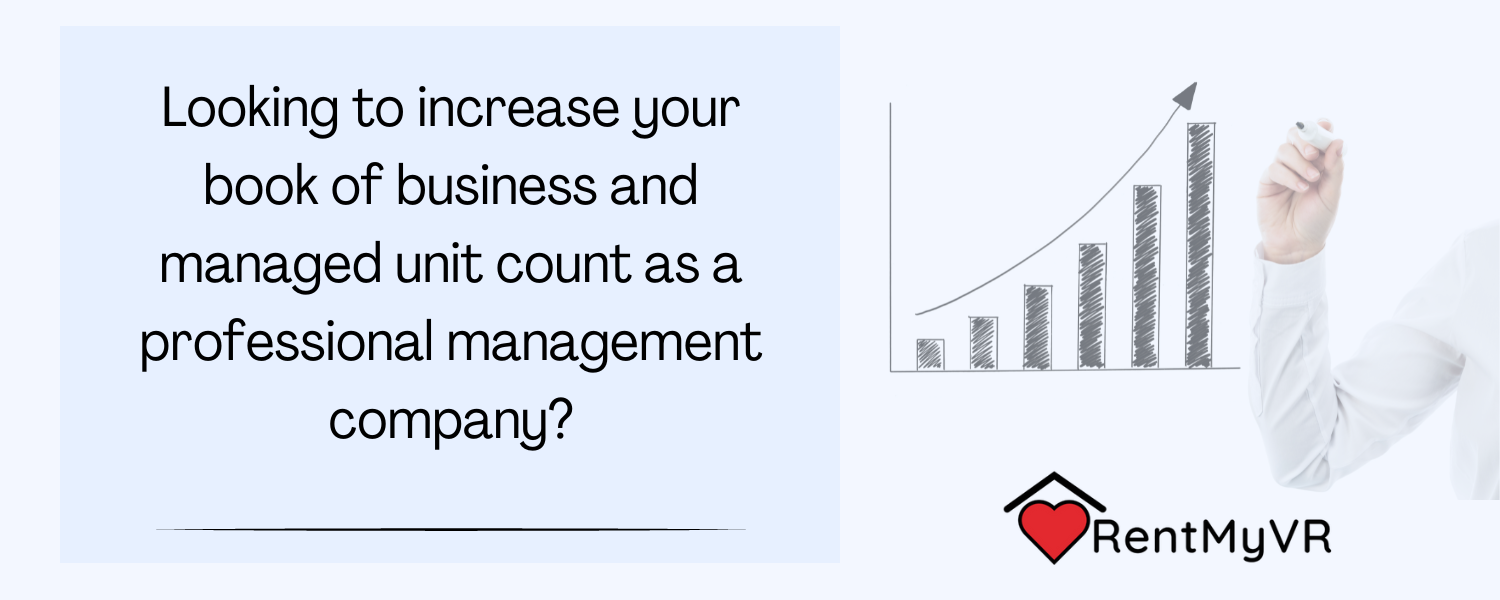 Looking to increase your
book of business and
managed unit count as a
professional management
company?
RentMyVR